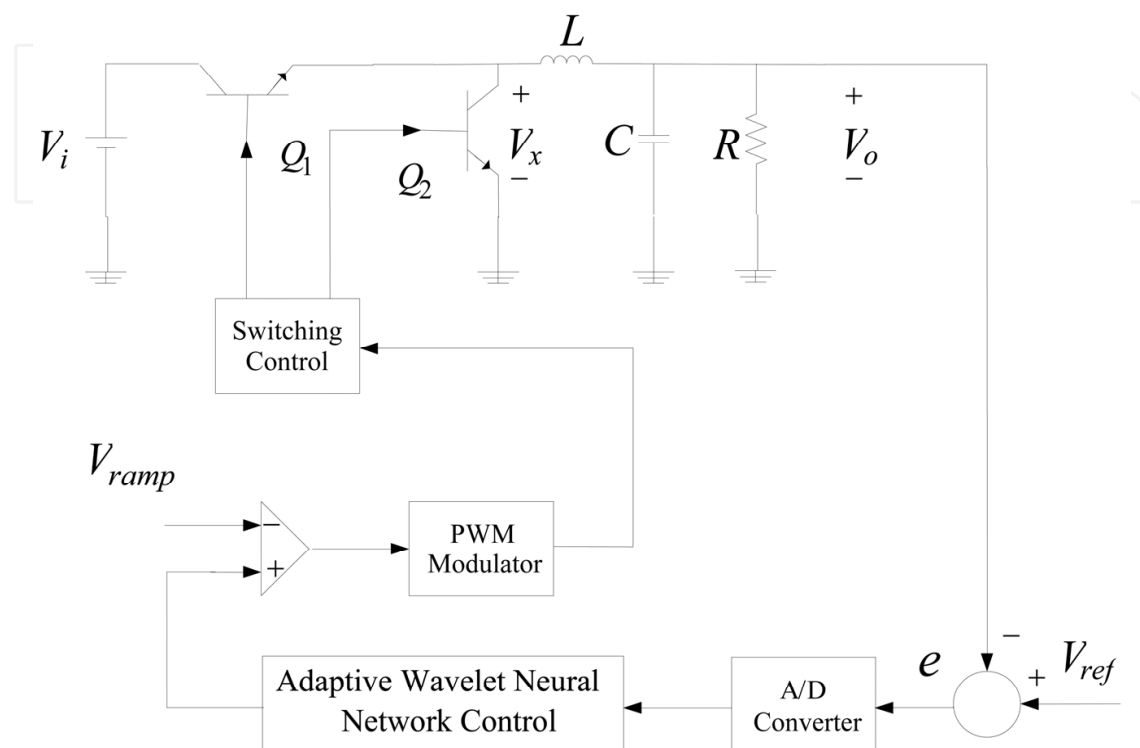 L
+
+
V_i
Q_1
Q_2
V_x
C
R
V_o
−
−
Switching
Control
V_ramp
−
+
PWM
Modulator
−
e
+
V_ref
Adaptive Wavelet Neural
Network Control
A/D
Converter